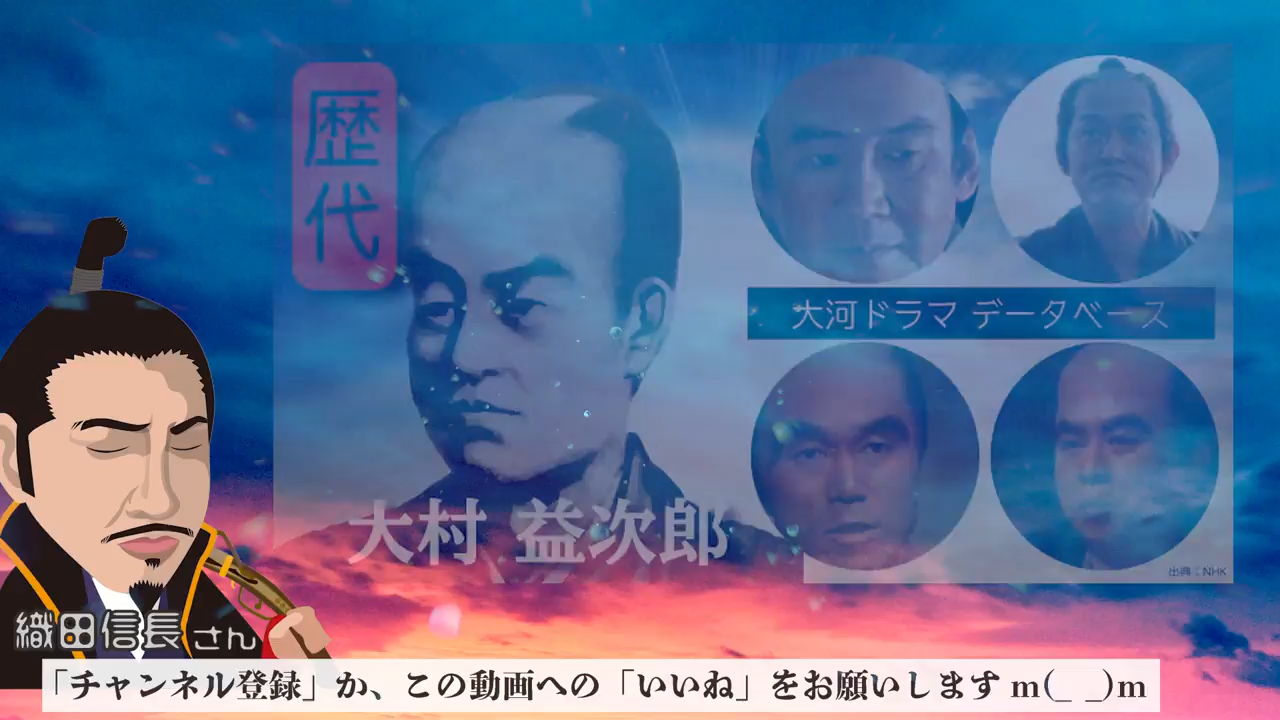 歴代
大村 益次郎
大河ドラマ データベース
出典：NHK
織田信長さん
「チャンネル登録」か、この動画への「いいね」をお願いします m(_ _)m